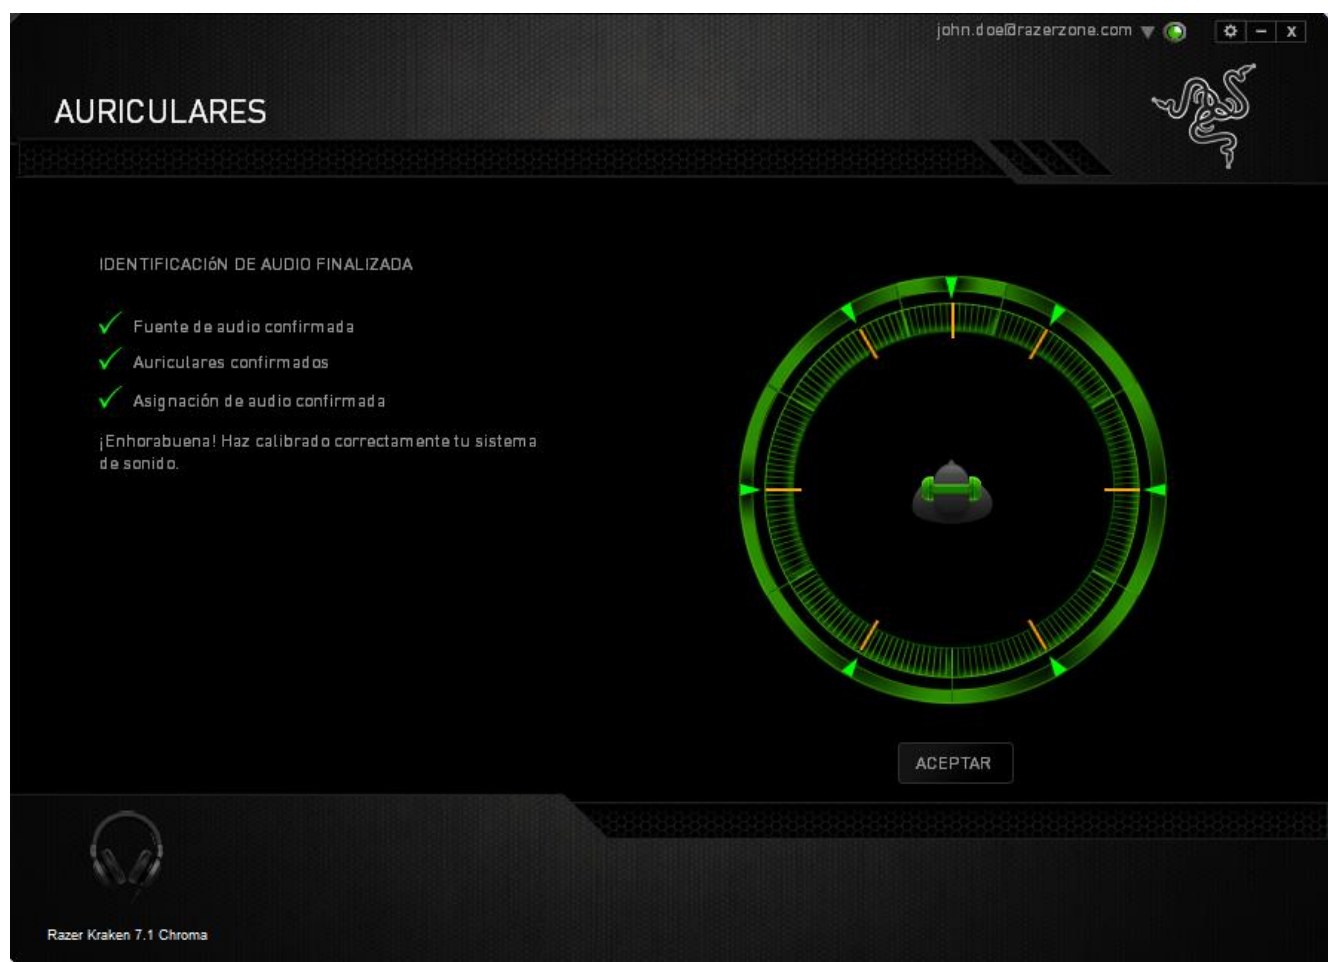 john.doe@razerzone.com
AURICULARES
IDENTIFICACIóN DE AUDIO FINALIZADA
Fuente de audio confirmada
Auriculares confirmados
Asignación de audio confirmada
¡Enhorabuena! Haz calibrado correctamente tu sistema
de sonido.
ACEPTAR
Razer Kraken 7.1 Chroma